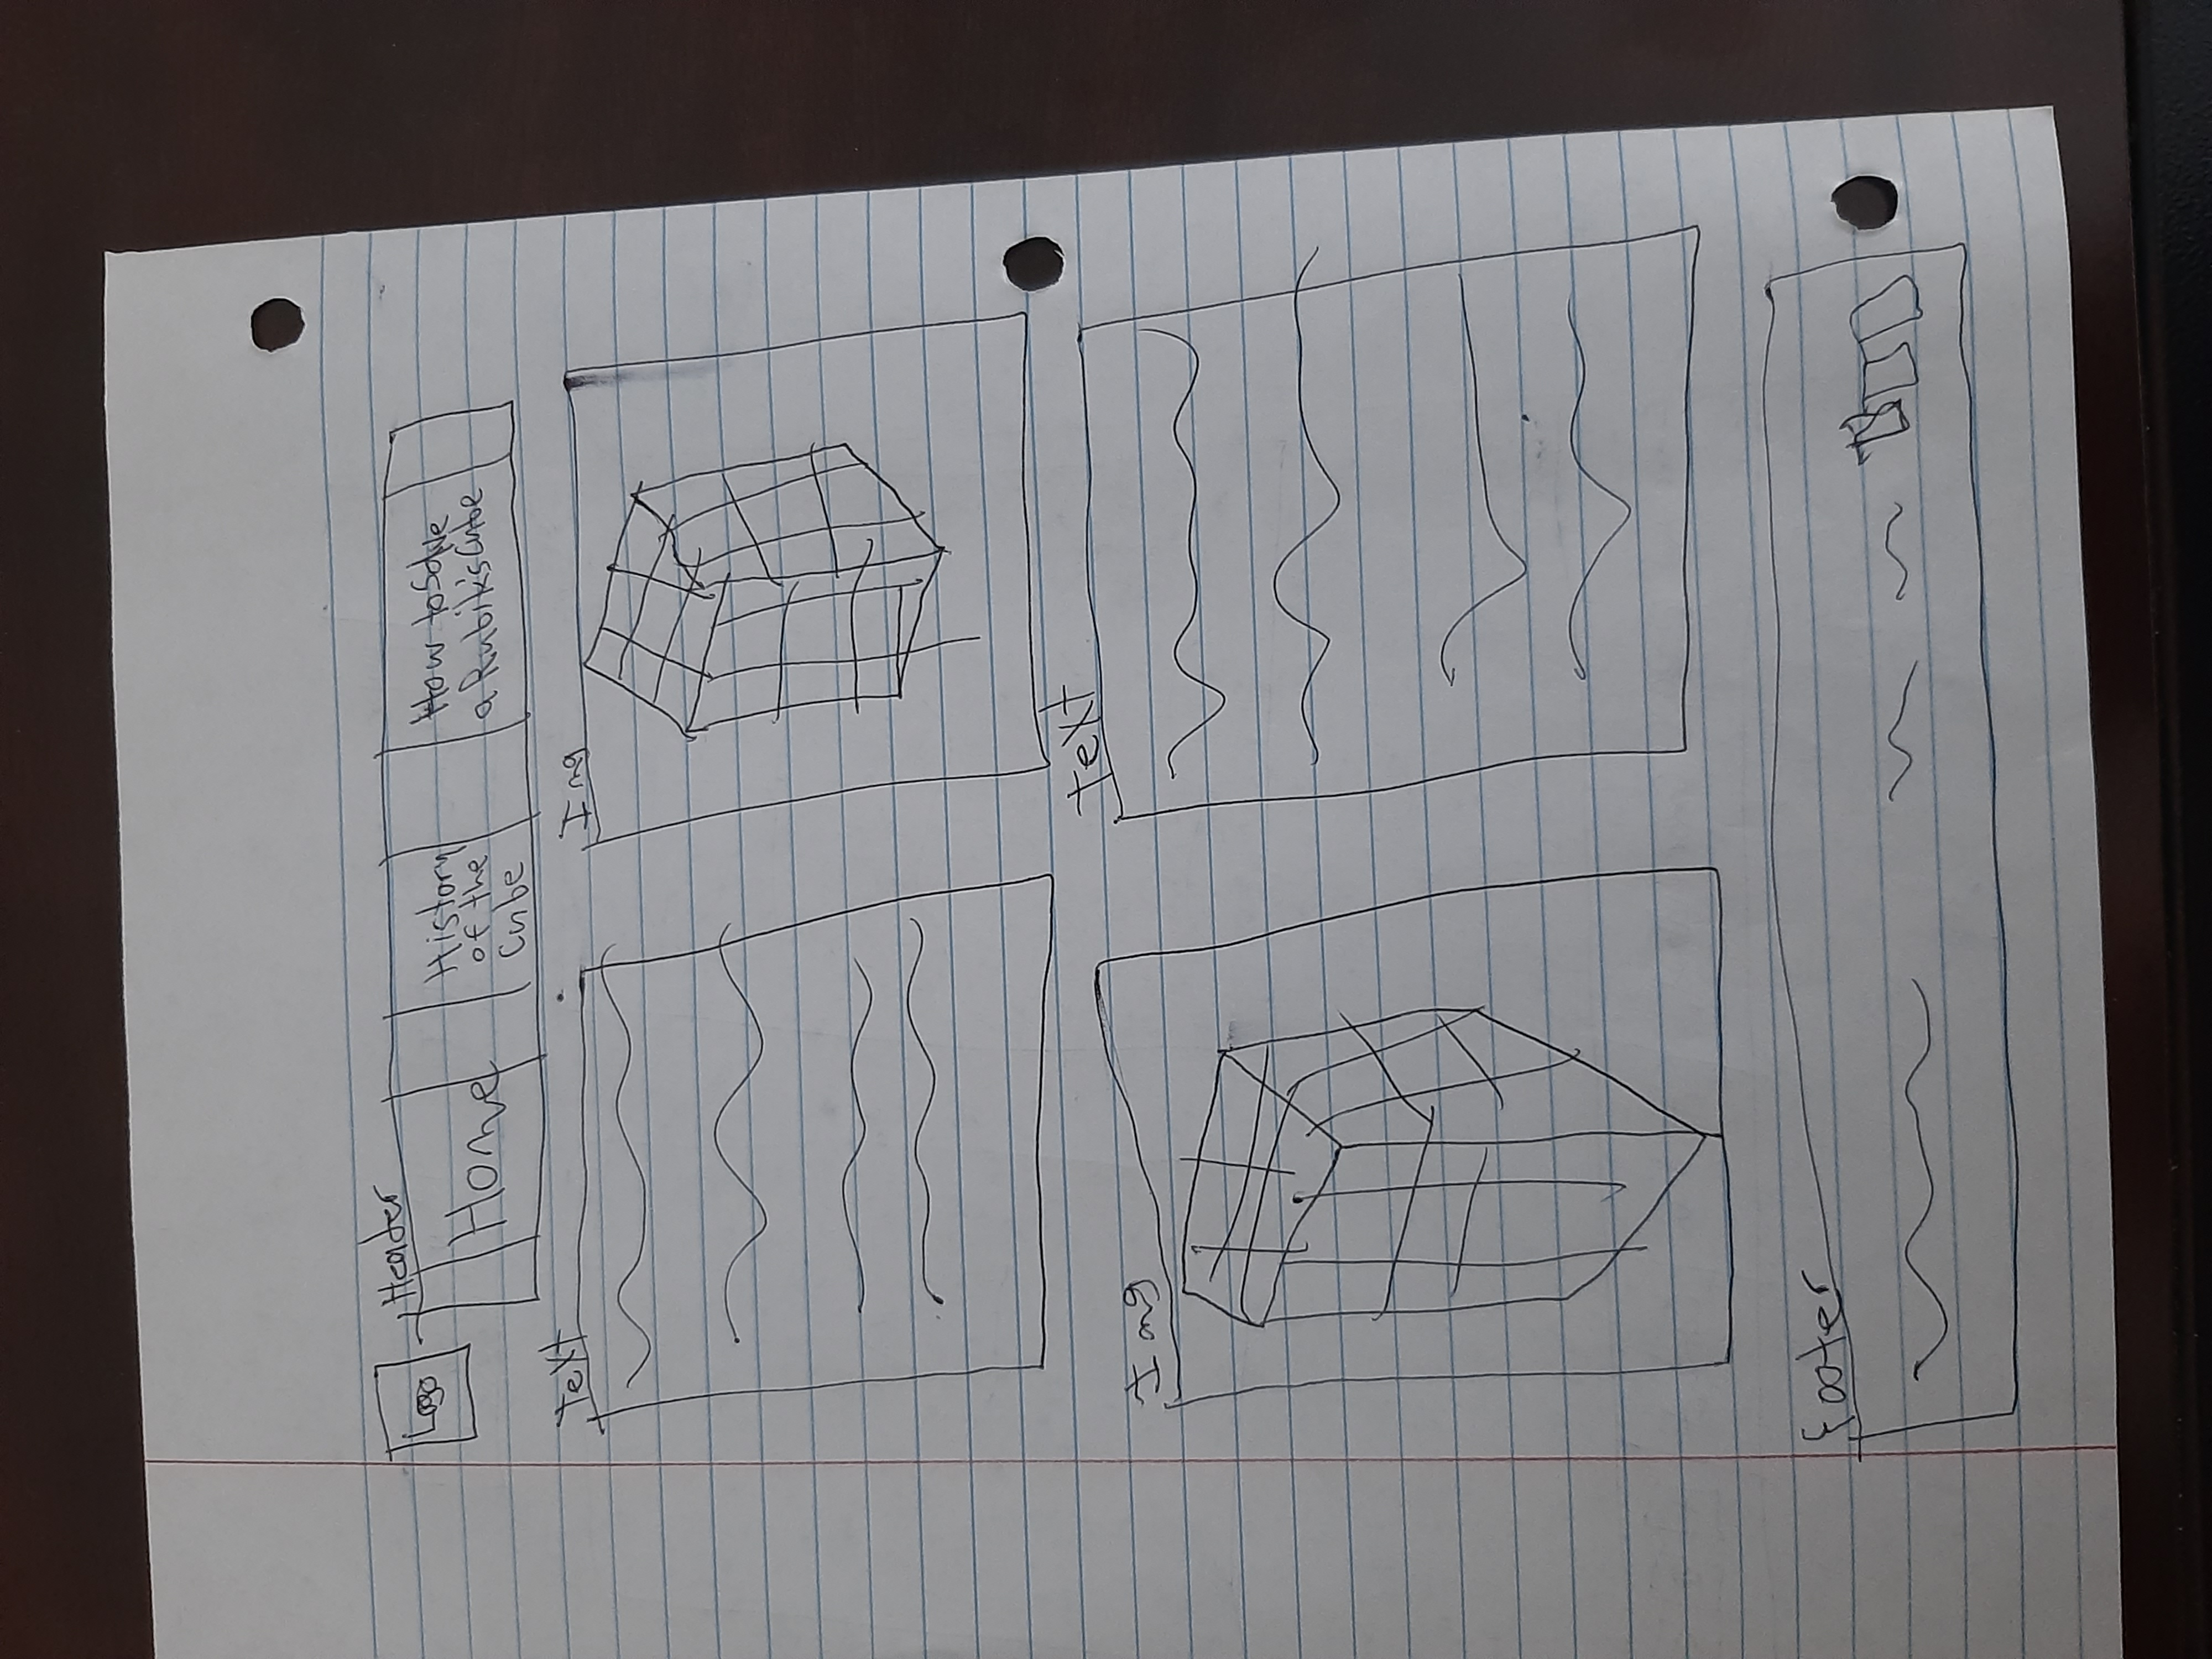 Logo
Header
Home
History
of the
Cube
How to Solve
a Rubik's Cube
Text
Img
Img
Text
footer